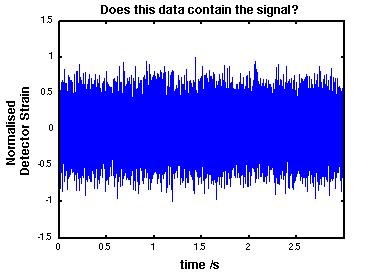 Does this data contain the signal?
1.5
1
0.5
0
-0.5
-1
-1.5
Normalised
Detector Strain
0 0.5 1 1.5 2 2.5
time /s